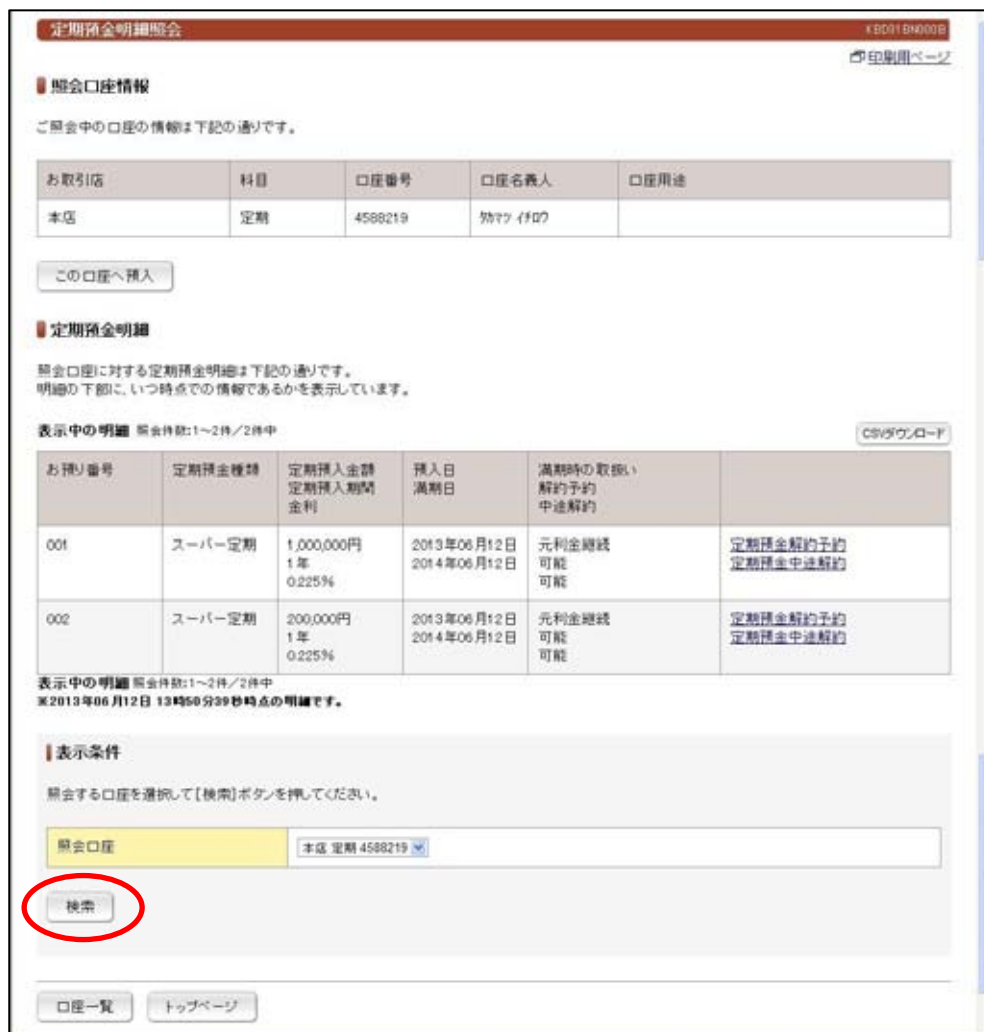 定期預金明細照会
KBD01BN000B
印刷用ページ
照会口座情報
ご照会中の口座の情報は下記の通りです。
お取引店 科目 口座番号 口座名義人 口座用途
本店 定期 4588219 ﾀｶﾏﾂ ｲﾁﾛｳ
この口座へ預入
定期預金明細
照会口座に対する定期預金明細は下記の通りです。
明細の下部に、いつ時点での情報であるかを表示しています。
表示中の明細 照会件数:1～2件／2件中
CSVダウンロード
お預り番号 定期預金種類 定期預入金額 預入日 満期時の取扱い
定期預入期間 満期日 解約予約
金利 中途解約
001 スーパー定期 1,000,000円 2013年06月12日 元利金継続 定期預金解約予約
1年 2014年06月12日 可能 定期預金中途解約
0.225% 可能
002 スーパー定期 200,000円 2013年06月12日 元利金継続 定期預金解約予約
1年 2014年06月12日 可能 定期預金中途解約
0.225% 可能
表示中の明細 照会件数:1～2件／2件中
※2013年06月12日 13時50分39秒時点の明細です。
表示条件
照会する口座を選択して[検索]ボタンを押してください。
照会口座 本店 定期 4588219
検索
口座一覧 トップページ